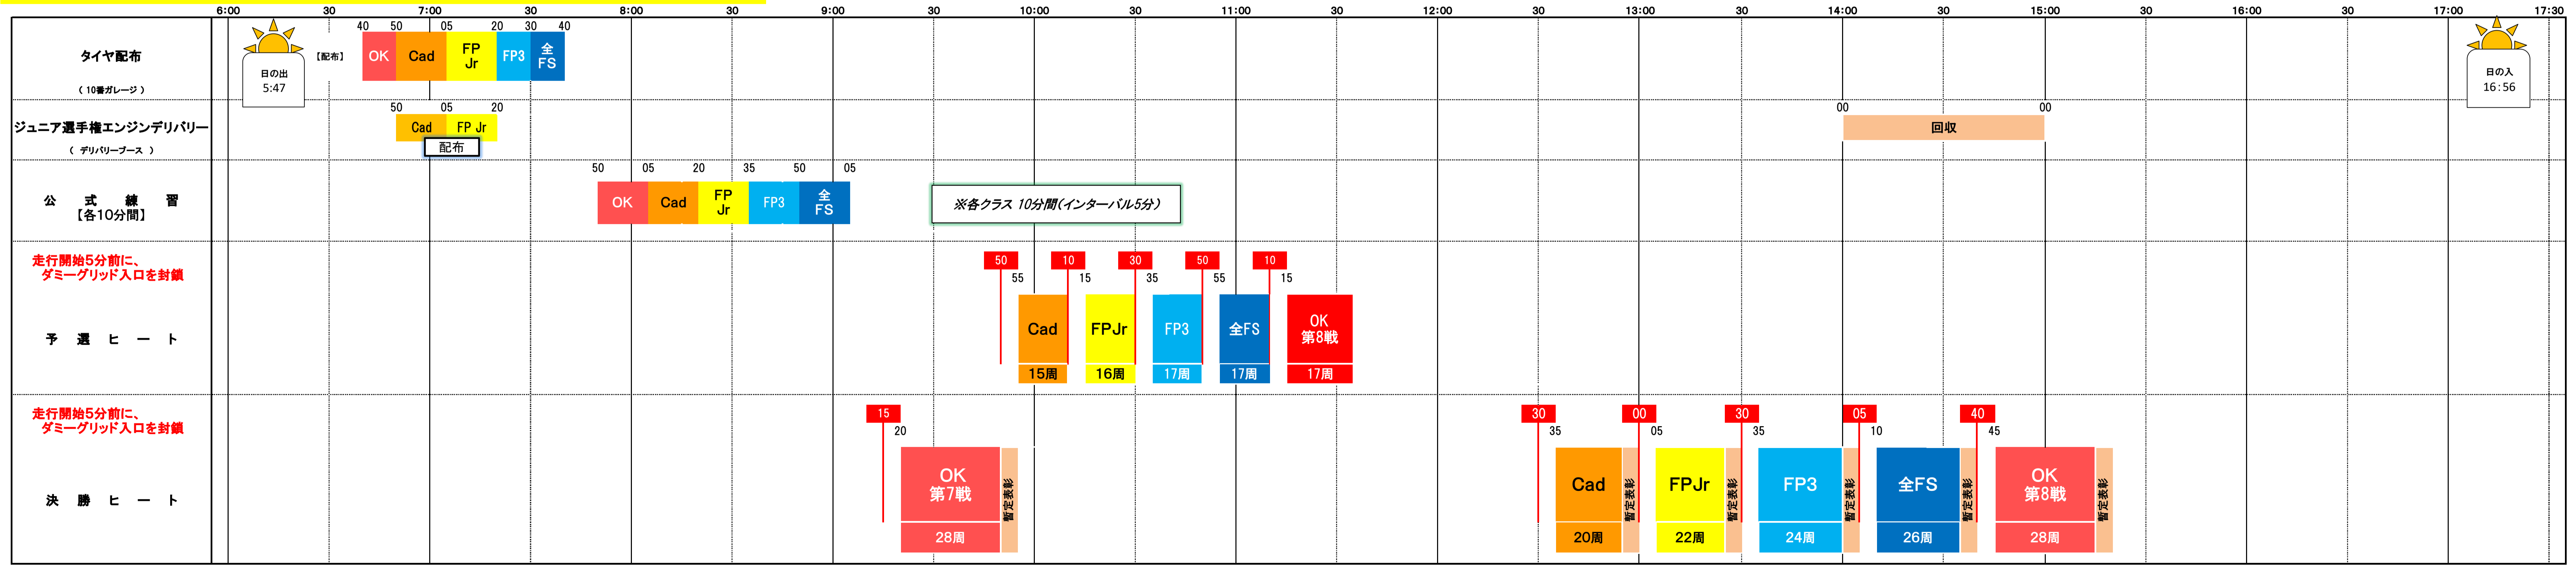 6:00 30 7:00 30 8:00 30 9:00 30 10:00 30 11:00 30 12:00 30 13:00 30 14:00 30 15:00 30 16:00 30 17:00 17:30
40 50 05 20 30 40
タイヤ配布
（ 10番ガレージ ）
日の出
5:47
【配布】
OK
Cad
FP
Jr
FP3
全
FS
日の入
16:56
50 05 20
00 00
ジュニア選手権エンジンデリバリー
（ デリバリーブース ）
Cad
FP Jr
配布
回収
50 05 20 35 50 05
公 式 練 習
【各10分間】
OK
Cad
FP
Jr
FP3
全
FS
※各クラス 10分間（インターバル5分）
走行開始5分前に、
ダミーグリッド入口を封鎖
50 10 30 50 10
55 15 35 55 15
予 選 ヒ ー ト
Cad
15周
FPJr
16周
FP3
17周
全FS
17周
OK
第8戦
17周
走行開始5分前に、
ダミーグリッド入口を封鎖
15 30 00 30 05 40
20 35 05 35 10 45
決 勝 ヒ ー ト
OK
第7戦
28周
暫定表彰
Cad
20周
暫定表彰
FPJr
22周
暫定表彰
FP3
24周
暫定表彰
全FS
26周
暫定表彰
OK
第8戦
28周
暫定表彰